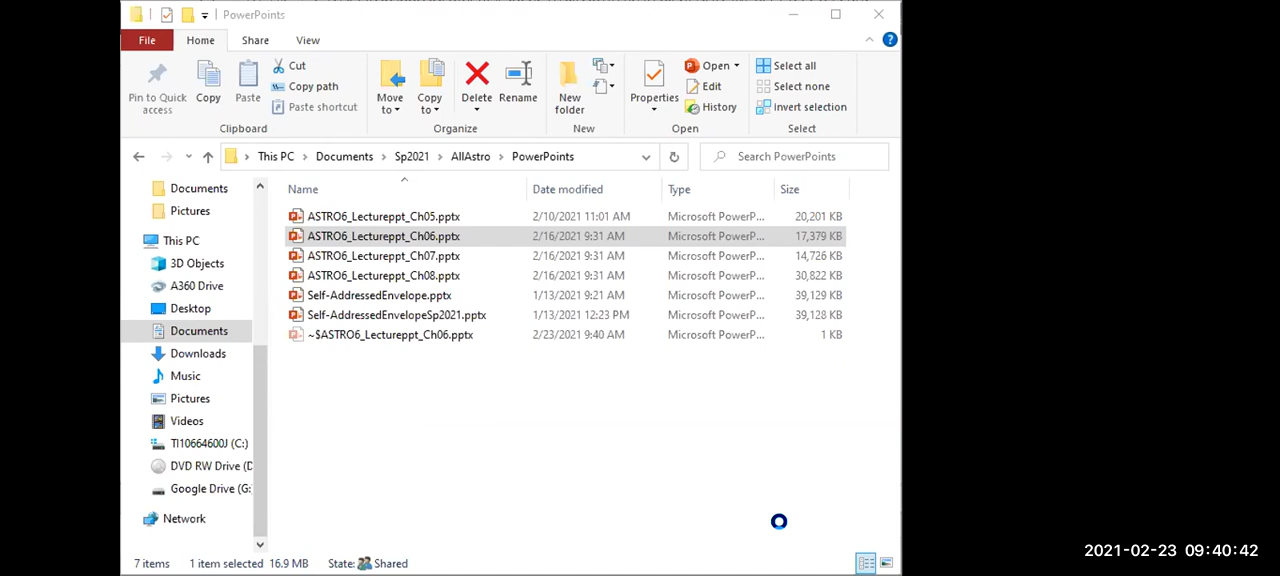 PowerPoints
File Home Share View
Cut
Copy path
Paste shortcut
Pin to Quick access
Copy
Paste
Clipboard
Move to
Copy to
Delete
Rename
Organize
New folder
New
Properties
Open
Edit
History
Open
Select all
Select none
Invert selection
Select
This PC › Documents › Sp2021 › AllAstro › PowerPoints
Search PowerPoints
Documents
Pictures
This PC
3D Objects
A360 Drive
Desktop
Documents
Downloads
Music
Pictures
Videos
TI10664600J (C:)
DVD RW Drive (D
Google Drive (G:
Network
Name Date modified Type Size
ASTRO6_Lectureppt_Ch05.pptx 2/10/2021 11:01 AM Microsoft PowerP... 20,201 KB
ASTRO6_Lectureppt_Ch06.pptx 2/16/2021 9:31 AM Microsoft PowerP... 17,379 KB
ASTRO6_Lectureppt_Ch07.pptx 2/16/2021 9:31 AM Microsoft PowerP... 14,726 KB
ASTRO6_Lectureppt_Ch08.pptx 2/16/2021 9:31 AM Microsoft PowerP... 30,822 KB
Self-AddressedEnvelope.pptx 1/13/2021 9:21 AM Microsoft PowerP... 39,129 KB
Self-AddressedEnvelopeSp2021.pptx 1/13/2021 12:23 PM Microsoft PowerP... 39,128 KB
~$ASTRO6_Lectureppt_Ch06.pptx 2/23/2021 9:40 AM Microsoft PowerP... 1 KB
7 items 1 item selected 16.9 MB State: Shared
2021-02-23 09:40:42